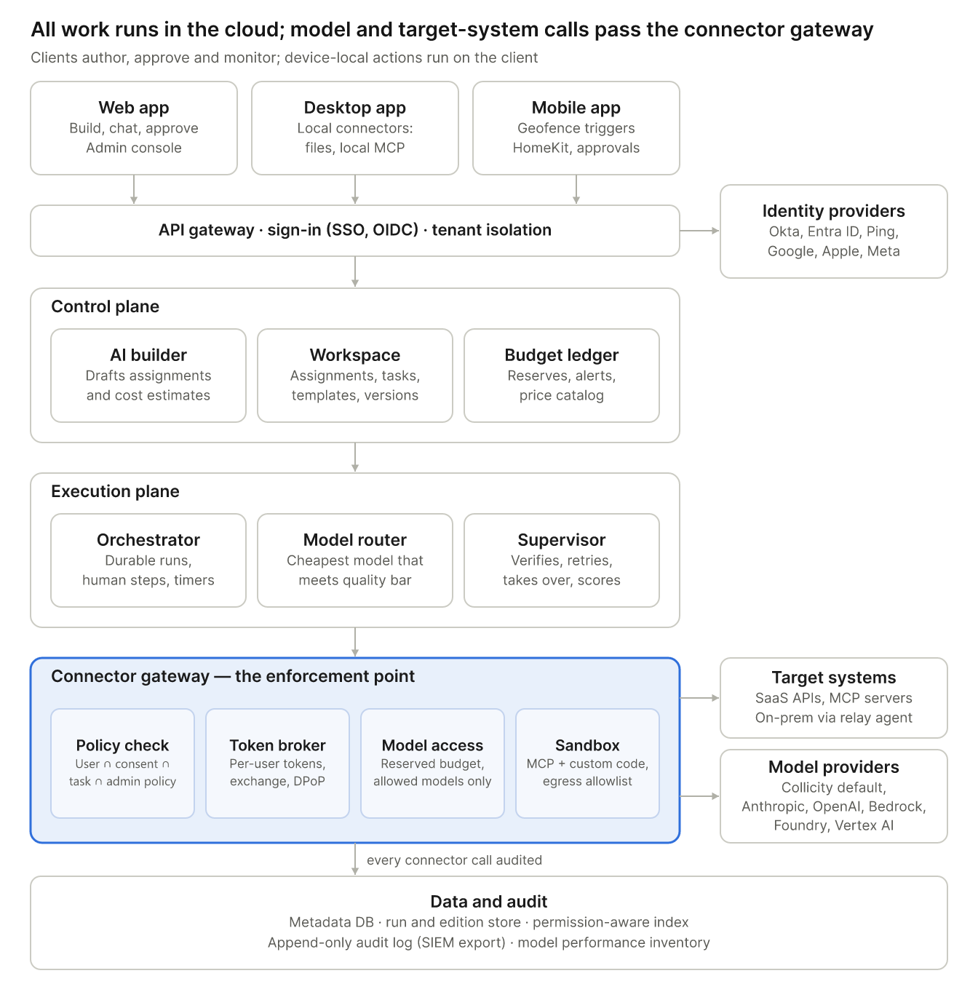 All work runs in the cloud; model and target-system calls pass the connector gateway
Clients author, approve and monitor; device-local actions run on the client
Web app
Build, chat, approve
Admin console
Desktop app
Local connectors:
files, local MCP
Mobile app
Geofence triggers
HomeKit, approvals
API gateway · sign-in (SSO, OIDC) · tenant isolation
Identity providers
Okta, Entra ID, Ping,
Google, Apple, Meta
Control plane
AI builder
Drafts assignments
and cost estimates
Workspace
Assignments, tasks,
templates, versions
Budget ledger
Reserves, alerts,
price catalog
Execution plane
Orchestrator
Durable runs,
human steps, timers
Model router
Cheapest model that
meets quality bar
Supervisor
Verifies, retries,
takes over, scores
Connector gateway — the enforcement point
Policy check
User ∩ consent ∩
task ∩ admin policy
Token broker
Per-user tokens,
exchange, DPoP
Model access
Reserved budget,
allowed models only
Sandbox
MCP + custom code,
egress allowlist
Target systems
SaaS APIs, MCP servers
On-prem via relay agent
Model providers
Collicity default,
Anthropic, OpenAI, Bedrock,
Foundry, Vertex AI
every connector call audited
Data and audit
Metadata DB · run and edition store · permission-aware index
Append-only audit log (SIEM export) · model performance inventory